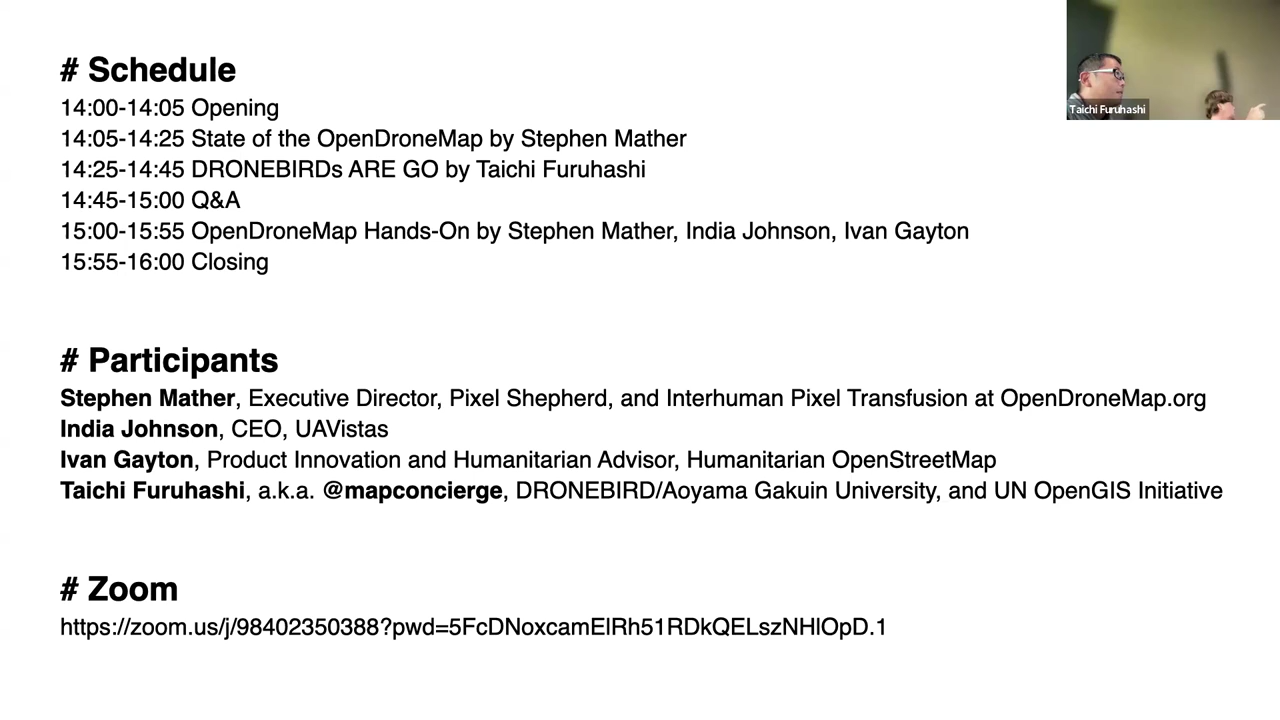 # Schedule
14:00-14:05 Opening
14:05-14:25 State of the OpenDroneMap by Stephen Mather
14:25-14:45 DRONEBIRDs ARE GO by Taichi Furuhashi
14:45-15:00 Q&A
15:00-15:55 OpenDroneMap Hands-On by Stephen Mather, India Johnson, Ivan Gayton
15:55-16:00 Closing
# Participants
Stephen Mather, Executive Director, Pixel Shepherd, and Interhuman Pixel Transfusion at OpenDroneMap.org
India Johnson, CEO, UAVistas
Ivan Gayton, Product Innovation and Humanitarian Advisor, Humanitarian OpenStreetMap
Taichi Furuhashi, a.k.a. @mapconcierge, DRONEBIRD/Aoyama Gakuin University, and UN OpenGIS Initiative
# Zoom
https://zoom.us/j/98402350388?pwd=5FcDNoxcamElRh51RDkQELszNHlOpD.1
Taichi Furuhashi